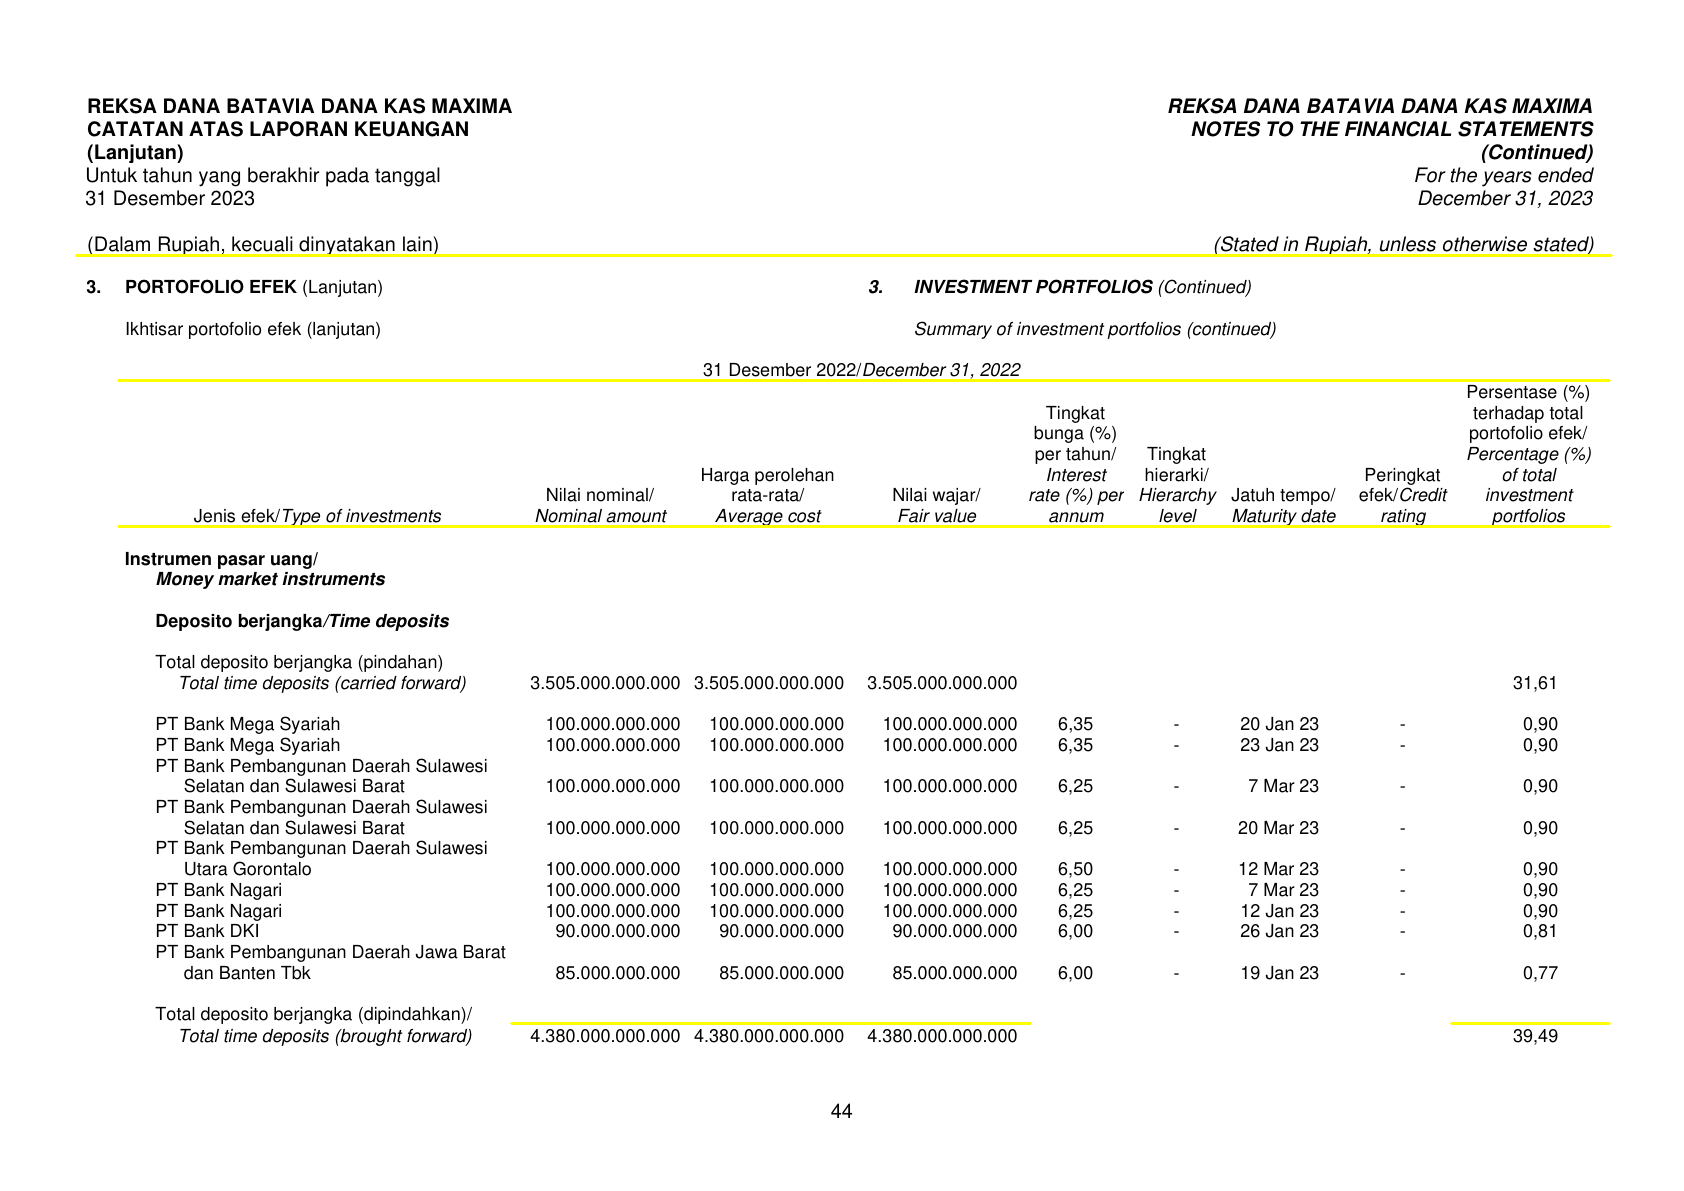 REKSA DANA BATAVIA DANA KAS MAXIMA
CATATAN ATAS LAPORAN KEUANGAN
(Lanjutan)
Untuk tahun yang berakhir pada tanggal
31 Desember 2023
(Dalam Rupiah, kecuali dinyatakan lain)
REKSA DANA BATAVIA DANA KAS MAXIMA
NOTES TO THE FINANCIAL STATEMENTS
(Continued)
For the years ended
December 31, 2023
(Stated in Rupiah, unless otherwise stated)
3. PORTOFOLIO EFEK (Lanjutan)
Ikhtisar portofolio efek (lanjutan)
3. INVESTMENT PORTFOLIOS (Continued)
Summary of investment portfolios (continued)
31 Desember 2022/December 31, 2022
Jenis efek/Type of investments
Nilai nominal/
Nominal amount
Harga perolehan
rata-rata/
Average cost
Nilai wajar/
Fair value
Tingkat
bunga (%)
per tahun/
Interest
rate (%) per
annum
Tingkat
hierarki/
Hierarchy
level
Jatuh tempo/
Maturity date
Peringkat
efek/Credit
rating
Persentase (%)
terhadap total
portofolio efek/
Percentage (%)
of total
investment
portfolios
Instrumen pasar uang/
Money market instruments
Deposito berjangka/Time deposits
Total deposito berjangka (pindahan)
Total time deposits (carried forward) 3.505.000.000.000 3.505.000.000.000 3.505.000.000.000 31,61
PT Bank Mega Syariah 100.000.000.000 100.000.000.000 100.000.000.000 6,35 - 20 Jan 23 - 0,90
PT Bank Mega Syariah 100.000.000.000 100.000.000.000 100.000.000.000 6,35 - 23 Jan 23 - 0,90
PT Bank Pembangunan Daerah Sulawesi
Selatan dan Sulawesi Barat 100.000.000.000 100.000.000.000 100.000.000.000 6,25 - 7 Mar 23 - 0,90
PT Bank Pembangunan Daerah Sulawesi
Selatan dan Sulawesi Barat 100.000.000.000 100.000.000.000 100.000.000.000 6,25 - 20 Mar 23 - 0,90
PT Bank Pembangunan Daerah Sulawesi
Utara Gorontalo 100.000.000.000 100.000.000.000 100.000.000.000 6,50 - 12 Mar 23 - 0,90
PT Bank Nagari 100.000.000.000 100.000.000.000 100.000.000.000 6,25 - 7 Mar 23 - 0,90
PT Bank Nagari 100.000.000.000 100.000.000.000 100.000.000.000 6,25 - 12 Jan 23 - 0,90
PT Bank DKI 90.000.000.000 90.000.000.000 90.000.000.000 6,00 - 26 Jan 23 - 0,81
PT Bank Pembangunan Daerah Jawa Barat
dan Banten Tbk 85.000.000.000 85.000.000.000 85.000.000.000 6,00 - 19 Jan 23 - 0,77
Total deposito berjangka (dipindahkan)/
Total time deposits (brought forward) 4.380.000.000.000 4.380.000.000.000 4.380.000.000.000 39,49
44